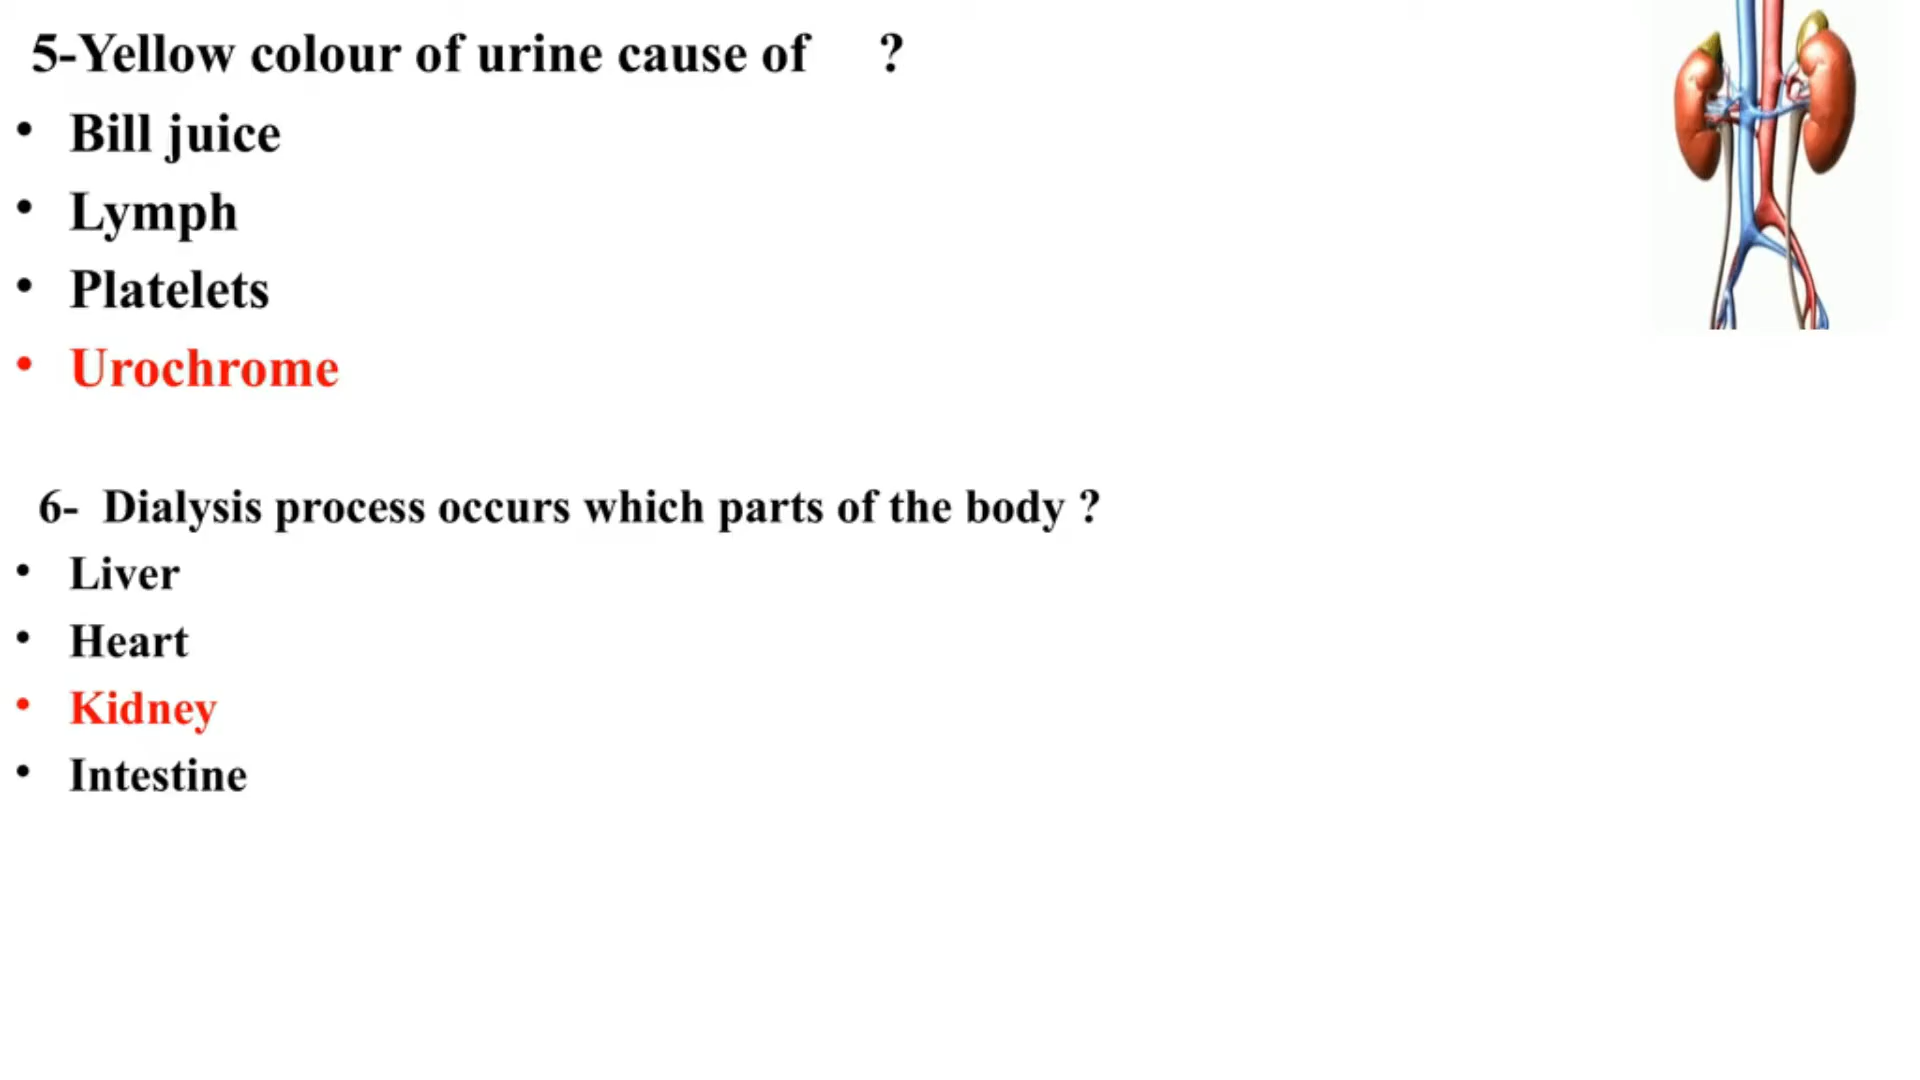 5-Yellow colour of urine cause of ?
• Bill juice
• Lymph
• Platelets
• Urochrome
6- Dialysis process occurs which parts of the body ?
• Liver
• Heart
• Kidney
• Intestine